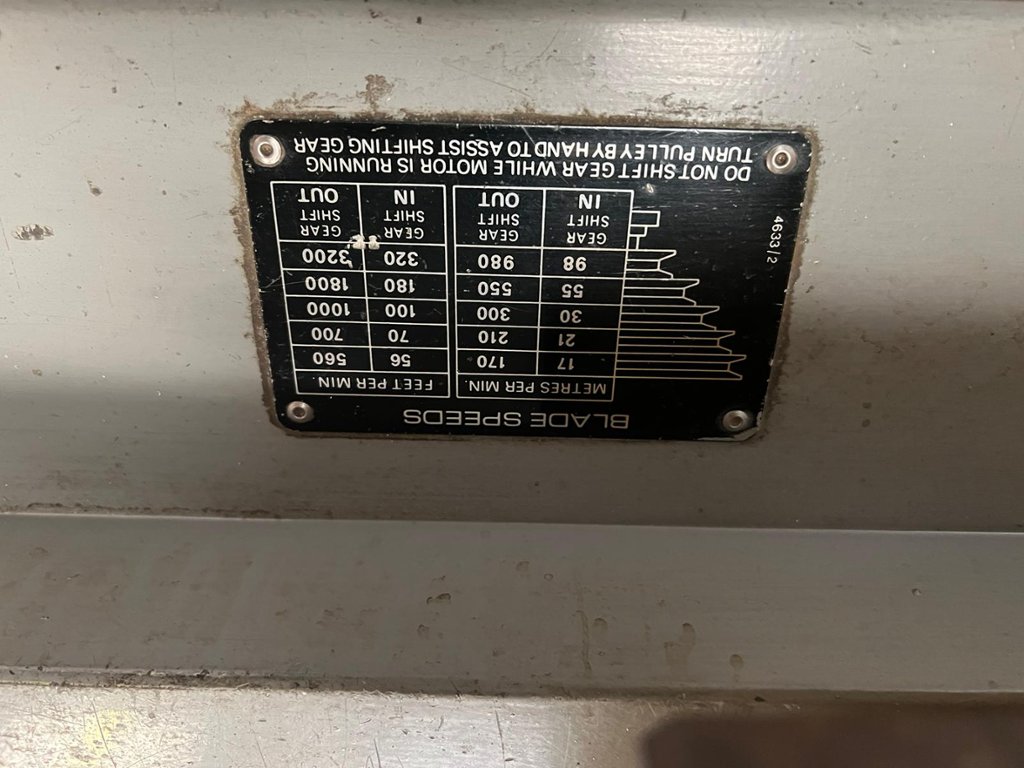 BLADE SPEEDS
METRES PER MIN. FEET PER MIN.
17 170 56 560
21 210 70 700
30 300 100 1000
55 550 180 1800
98 980 320 3200
GEAR SHIFT IN GEAR SHIFT OUT GEAR SHIFT IN GEAR SHIFT OUT
DO NOT SHIFT GEAR WHILE MOTOR IS RUNNING
TURN PULLEY BY HAND TO ASSIST SHIFTING GEAR
4633/2